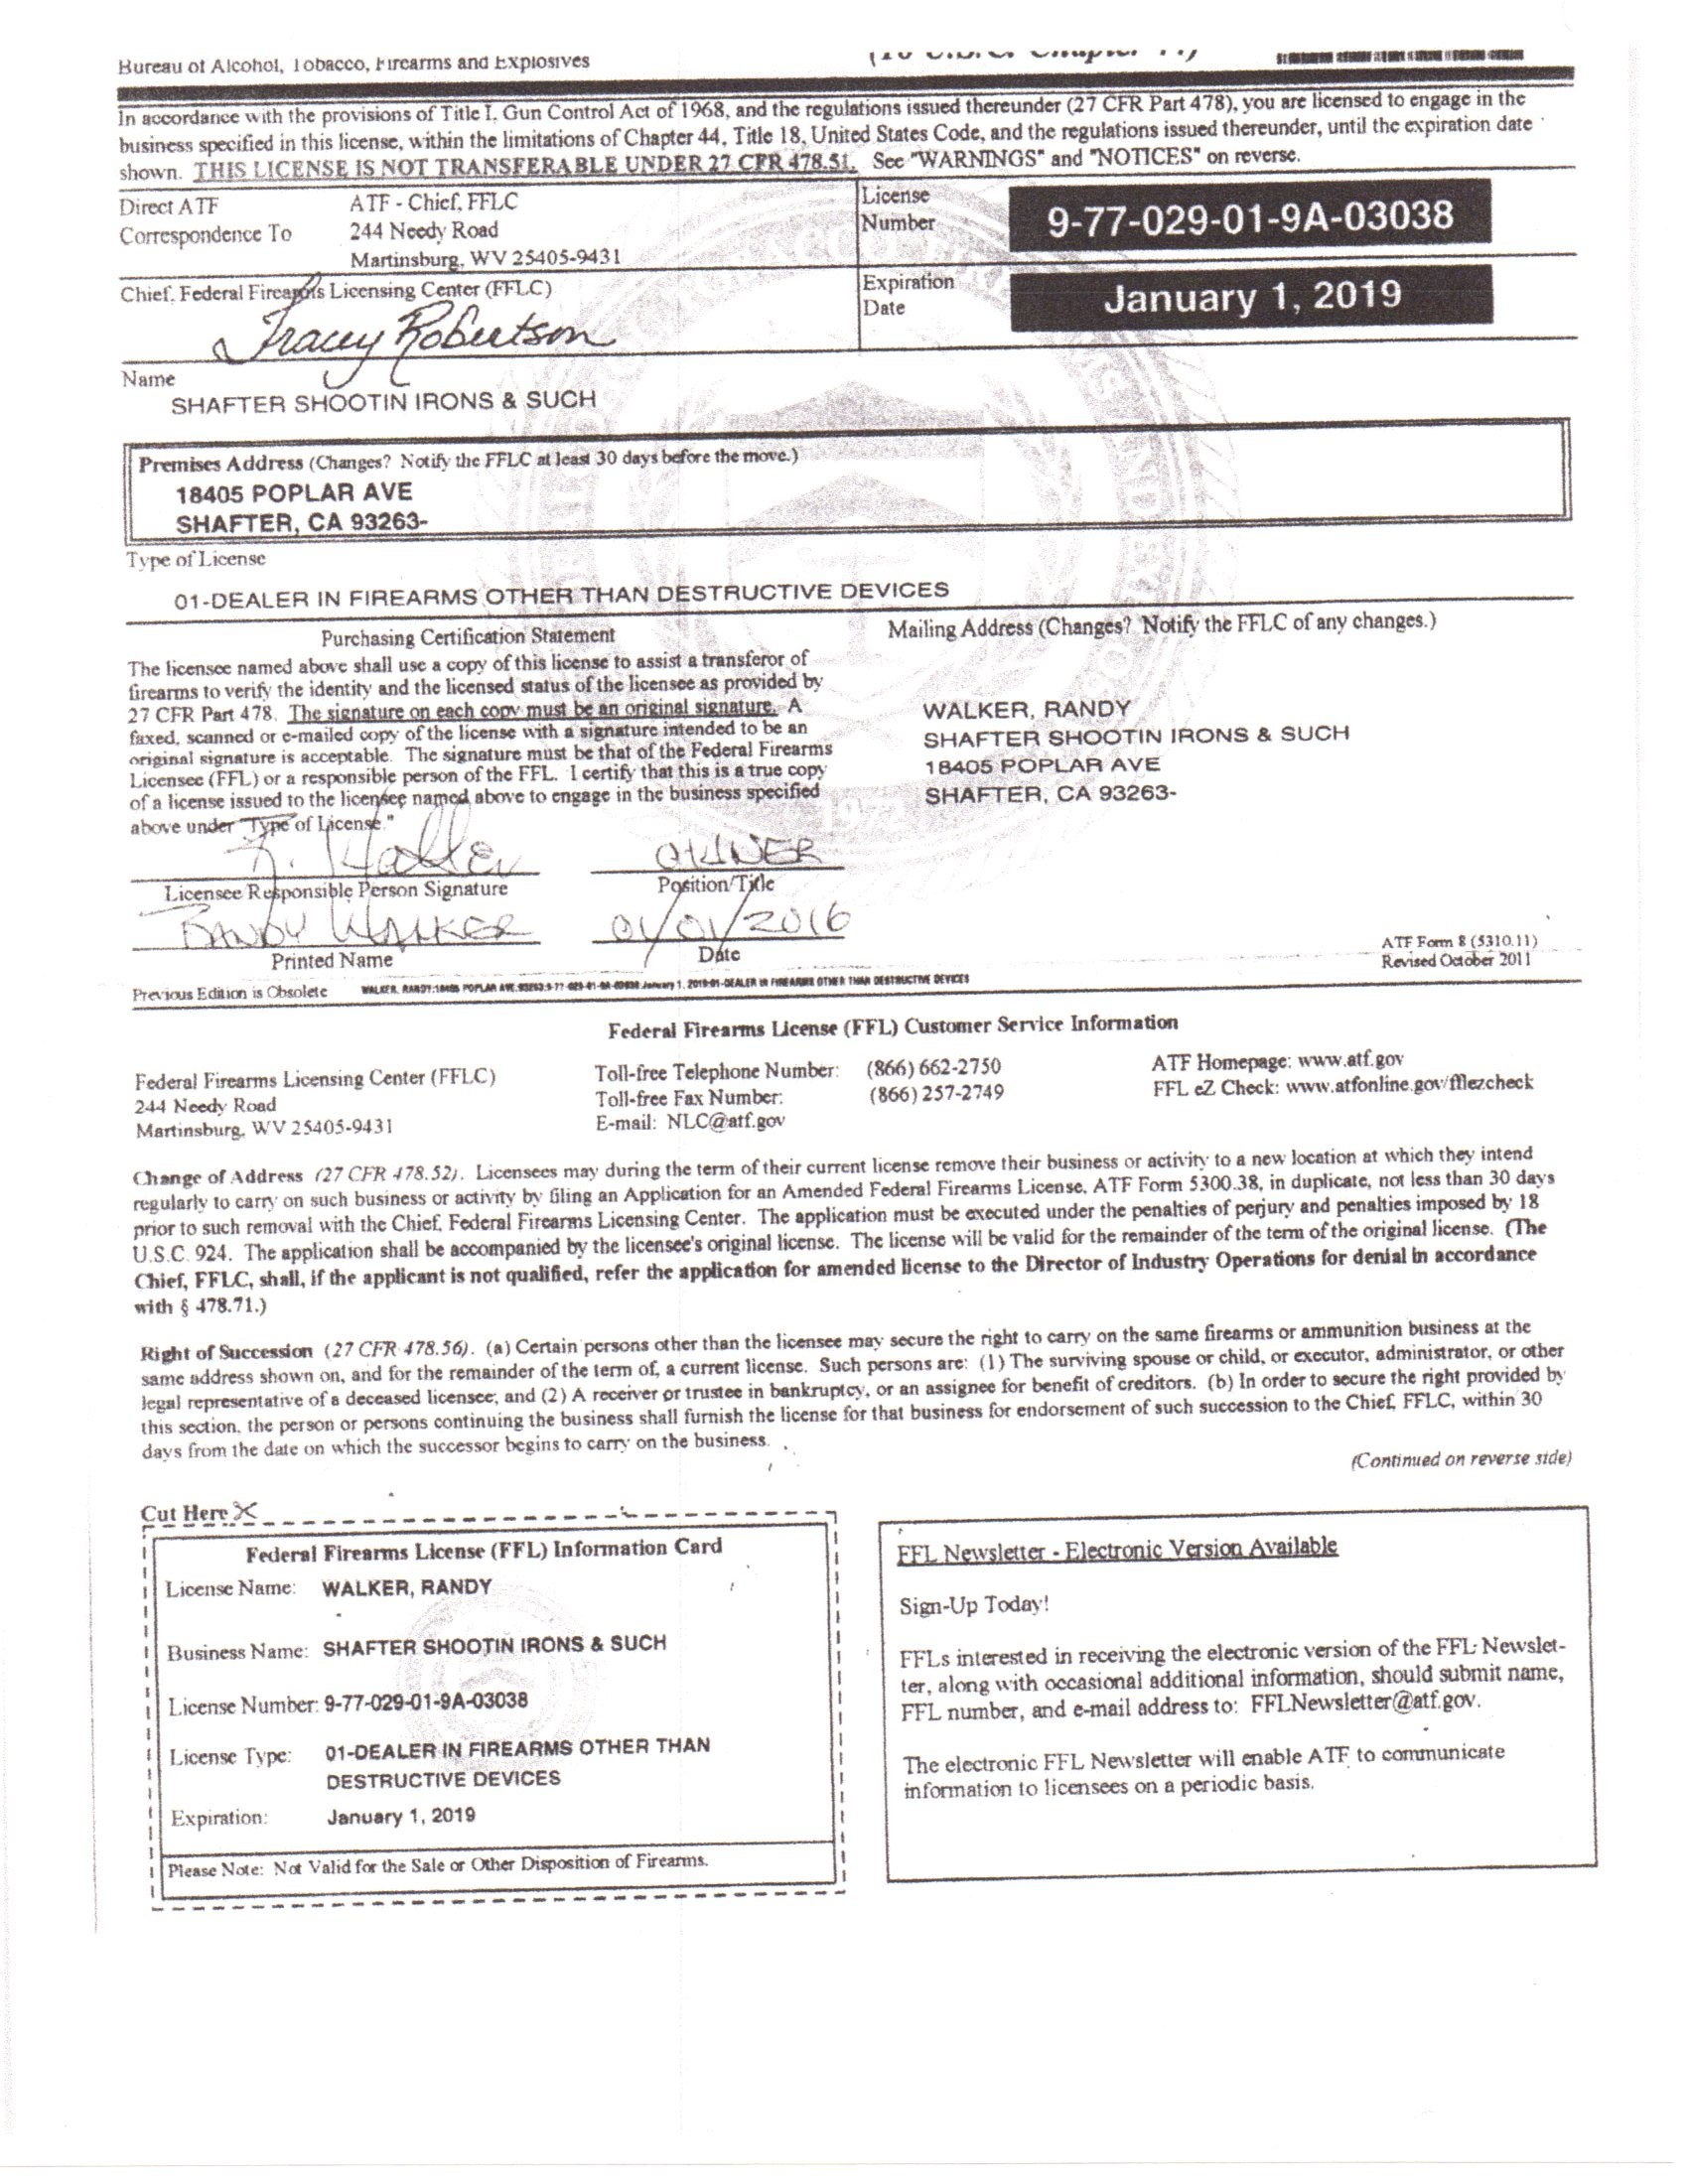 Bureau of Alcohol, Tobacco, Firearms and Explosives
(18 U.S.C. Chapter 44)
In accordance with the provisions of Title I, Gun Control Act of 1968, and the regulations issued thereunder (27 CFR Part 478), you are licensed to engage in the
business specified in this license, within the limitations of Chapter 44, Title 18, United States Code, and the regulations issued thereunder, until the expiration date
shown. THIS LICENSE IS NOT TRANSFERABLE UNDER 27 CFR 478.51. See "WARNINGS" and "NOTICES" on reverse.
Direct ATF
Correspondence To
ATF - Chief, FFLC
244 Needy Road
Martinsburg, WV 25405-9431
License
Number
9-77-029-01-9A-03038
Chief, Federal Firearms Licensing Center (FFLC)
Tracey Robertson
Expiration
Date
January 1, 2019
Name
SHAFTER SHOOTIN IRONS & SUCH
Premises Address (Changes? Notify the FFLC at least 30 days before the move.)
18405 POPLAR AVE
SHAFTER, CA 93263-
Type of License
01-DEALER IN FIREARMS OTHER THAN DESTRUCTIVE DEVICES
Purchasing Certification Statement
The licensee named above shall use a copy of this license to assist a transferor of
firearms to verify the identity and the licensed status of the licensee as provided by
27 CFR Part 478. The signature on each copy must be an original signature. A
faxed, scanned or e-mailed copy of the license with a signature intended to be an
original signature is acceptable. The signature must be that of the Federal Firearms
Licensee (FFL) or a responsible person of the FFL. I certify that this is a true copy
of a license issued to the licensee named above to engage in the business specified
above under "Type of License."
Mailing Address (Changes? Notify the FFLC of any changes.)
WALKER, RANDY
SHAFTER SHOOTIN IRONS & SUCH
18405 POPLAR AVE
SHAFTER, CA 93263-
R. Walker
OWNER
Licensee/Responsible Person Signature
Position/Title
RANDY WALKER
01/01/2016
Printed Name
Date
ATF Form 8 (5310.11)
Revised October 2011
Previous Edition is Obsolete
WALKER, RANDY:18405 POPLAR AVE:93263:9-77-029-01-9A-03038:January 1, 2019:01-DEALER IN FIREARMS OTHER THAN DESTRUCTIVE DEVICES
Federal Firearms License (FFL) Customer Service Information
Federal Firearms Licensing Center (FFLC)
244 Needy Road
Martinsburg, WV 25405-9431
Toll-free Telephone Number: (866) 662-2750
Toll-free Fax Number: (866) 257-2749
E-mail: NLC@atf.gov
ATF Homepage: www.atf.gov
FFL eZ Check: www.atfonline.gov/fflezcheck
Change of Address (27 CFR 478.52). Licensees may during the term of their current license remove their business or activity to a new location at which they intend
regularly to carry on such business or activity by filing an Application for an Amended Federal Firearms License, ATF Form 5300.38, in duplicate, not less than 30 days
prior to such removal with the Chief, Federal Firearms Licensing Center. The application must be executed under the penalties of perjury and penalties imposed by 18
U.S.C. 924. The application shall be accompanied by the licensee's original license. The license will be valid for the remainder of the term of the original license. (The
Chief, FFLC, shall, if the applicant is not qualified, refer the application for amended license to the Director of Industry Operations for denial in accordance
with § 478.71.)
Right of Succession (27 CFR 478.56). (a) Certain persons other than the licensee may secure the right to carry on the same firearms or ammunition business at the
same address shown on, and for the remainder of the term of, a current license. Such persons are: (1) The surviving spouse or child, or executor, administrator, or other
legal representative of a deceased licensee; and (2) A receiver or trustee in bankruptcy, or an assignee for benefit of creditors. (b) In order to secure the right provided by
this section, the person or persons continuing the business shall furnish the license for that business for endorsement of such succession to the Chief, FFLC, within 30
days from the date on which the successor begins to carry on the business.
(Continued on reverse side)
Cut Here
Federal Firearms License (FFL) Information Card
License Name: WALKER, RANDY
Business Name: SHAFTER SHOOTIN IRONS & SUCH
License Number: 9-77-029-01-9A-03038
License Type: 01-DEALER IN FIREARMS OTHER THAN
DESTRUCTIVE DEVICES
Expiration: January 1, 2019
Please Note: Not Valid for the Sale or Other Disposition of Firearms.
FFL Newsletter - Electronic Version Available
Sign-Up Today!
FFLs interested in receiving the electronic version of the FFL Newslet-
ter, along with occasional additional information, should submit name,
FFL number, and e-mail address to: FFLNewsletter@atf.gov.
The electronic FFL Newsletter will enable ATF to communicate
information to licensees on a periodic basis.